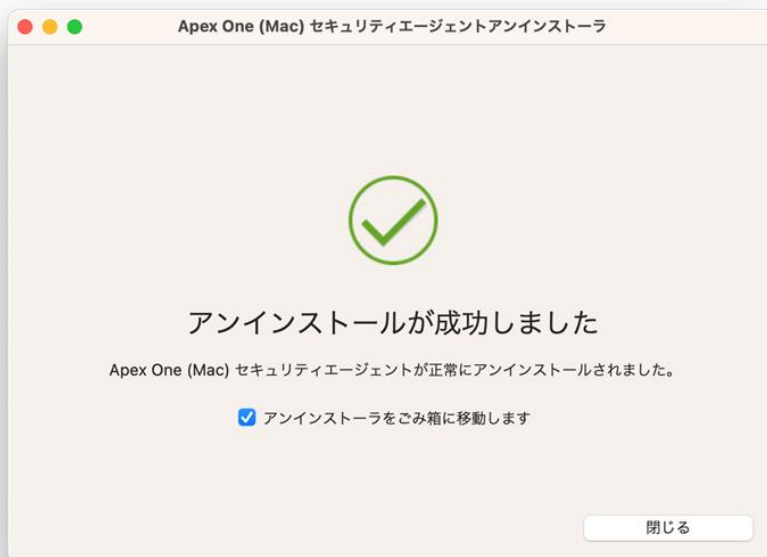 Apex One (Mac) セキュリティエージェントアンインストーラ
アンインストールが成功しました
Apex One (Mac) セキュリティエージェントが正常にアンインストールされました。
アンインストーラをごみ箱に移動します
閉じる